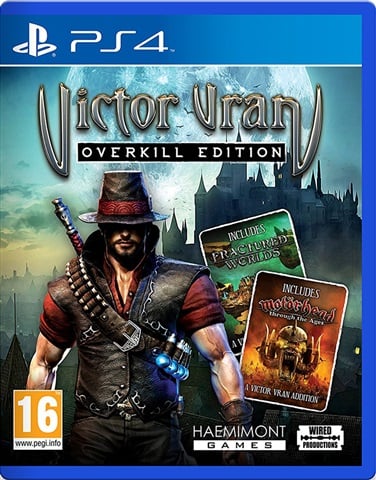 PS4
Victor Vran
OVERKILL EDITION
INCLUDES
FRACTURED
WORLDS
INCLUDES
Motörhead
through the Ages
A VICTOR VRAN ADDITION
16
www.pegi.info
HAEMIMONT
GAMES
WIRED
PRODUCTIONS